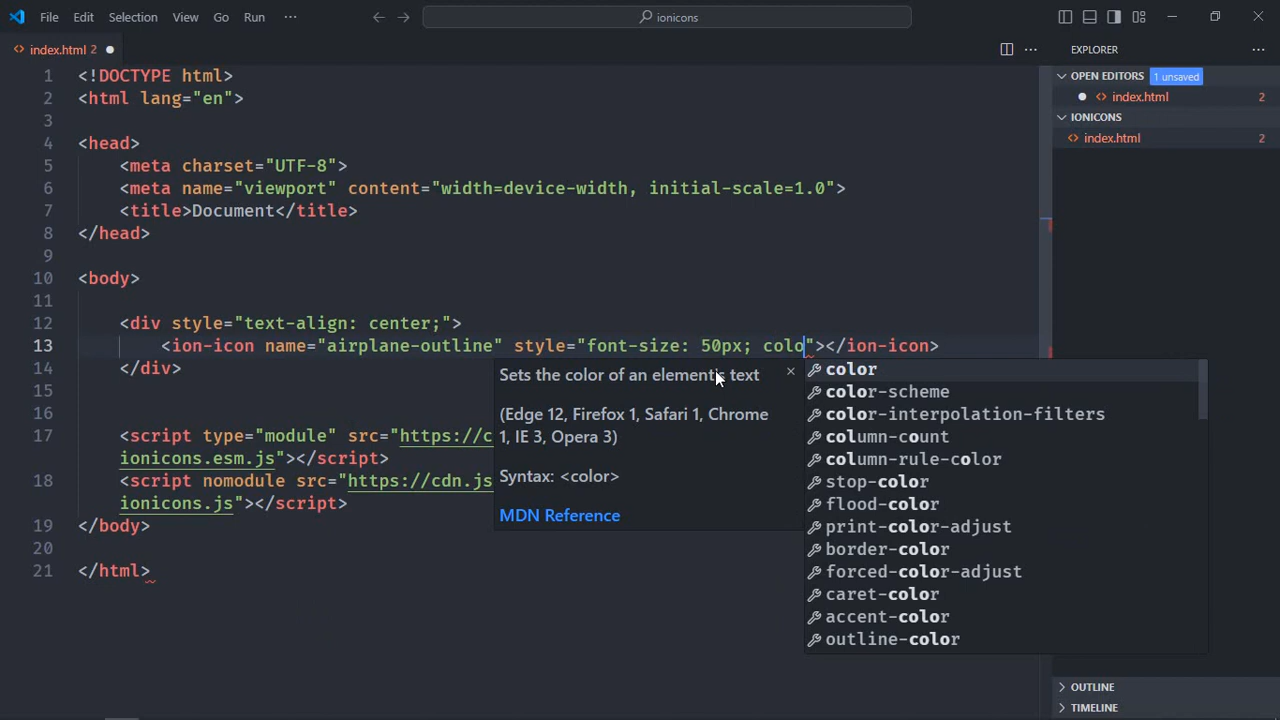 File Edit Selection View Go Run ··· ionicons
index.html 2 EXPLORER
OPEN EDITORS 1 unsaved
index.html 2
IONICONS
index.html 2
1 <!DOCTYPE html>
2 <html lang="en">
3
4 <head>
5 <meta charset="UTF-8">
6 <meta name="viewport" content="width=device-width, initial-scale=1.0">
7 <title>Document</title>
8 </head>
9
10 <body>
11
12 <div style="text-align: center;">
13 <ion-icon name="airplane-outline" style="font-size: 50px; colo"></ion-icon>
14 </div>
15
16
17 <script type="module" src="https://c
ionicons.esm.js"></script>
18 <script nomodule src="https://cdn.js
ionicons.js"></script>
19 </body>
20
21 </html>
Sets the color of an element's text
(Edge 12, Firefox 1, Safari 1, Chrome
1, IE 3, Opera 3)
Syntax: <color>
MDN Reference
color
color-scheme
color-interpolation-filters
column-count
column-rule-color
stop-color
flood-color
print-color-adjust
border-color
forced-color-adjust
caret-color
accent-color
outline-color
OUTLINE
TIMELINE